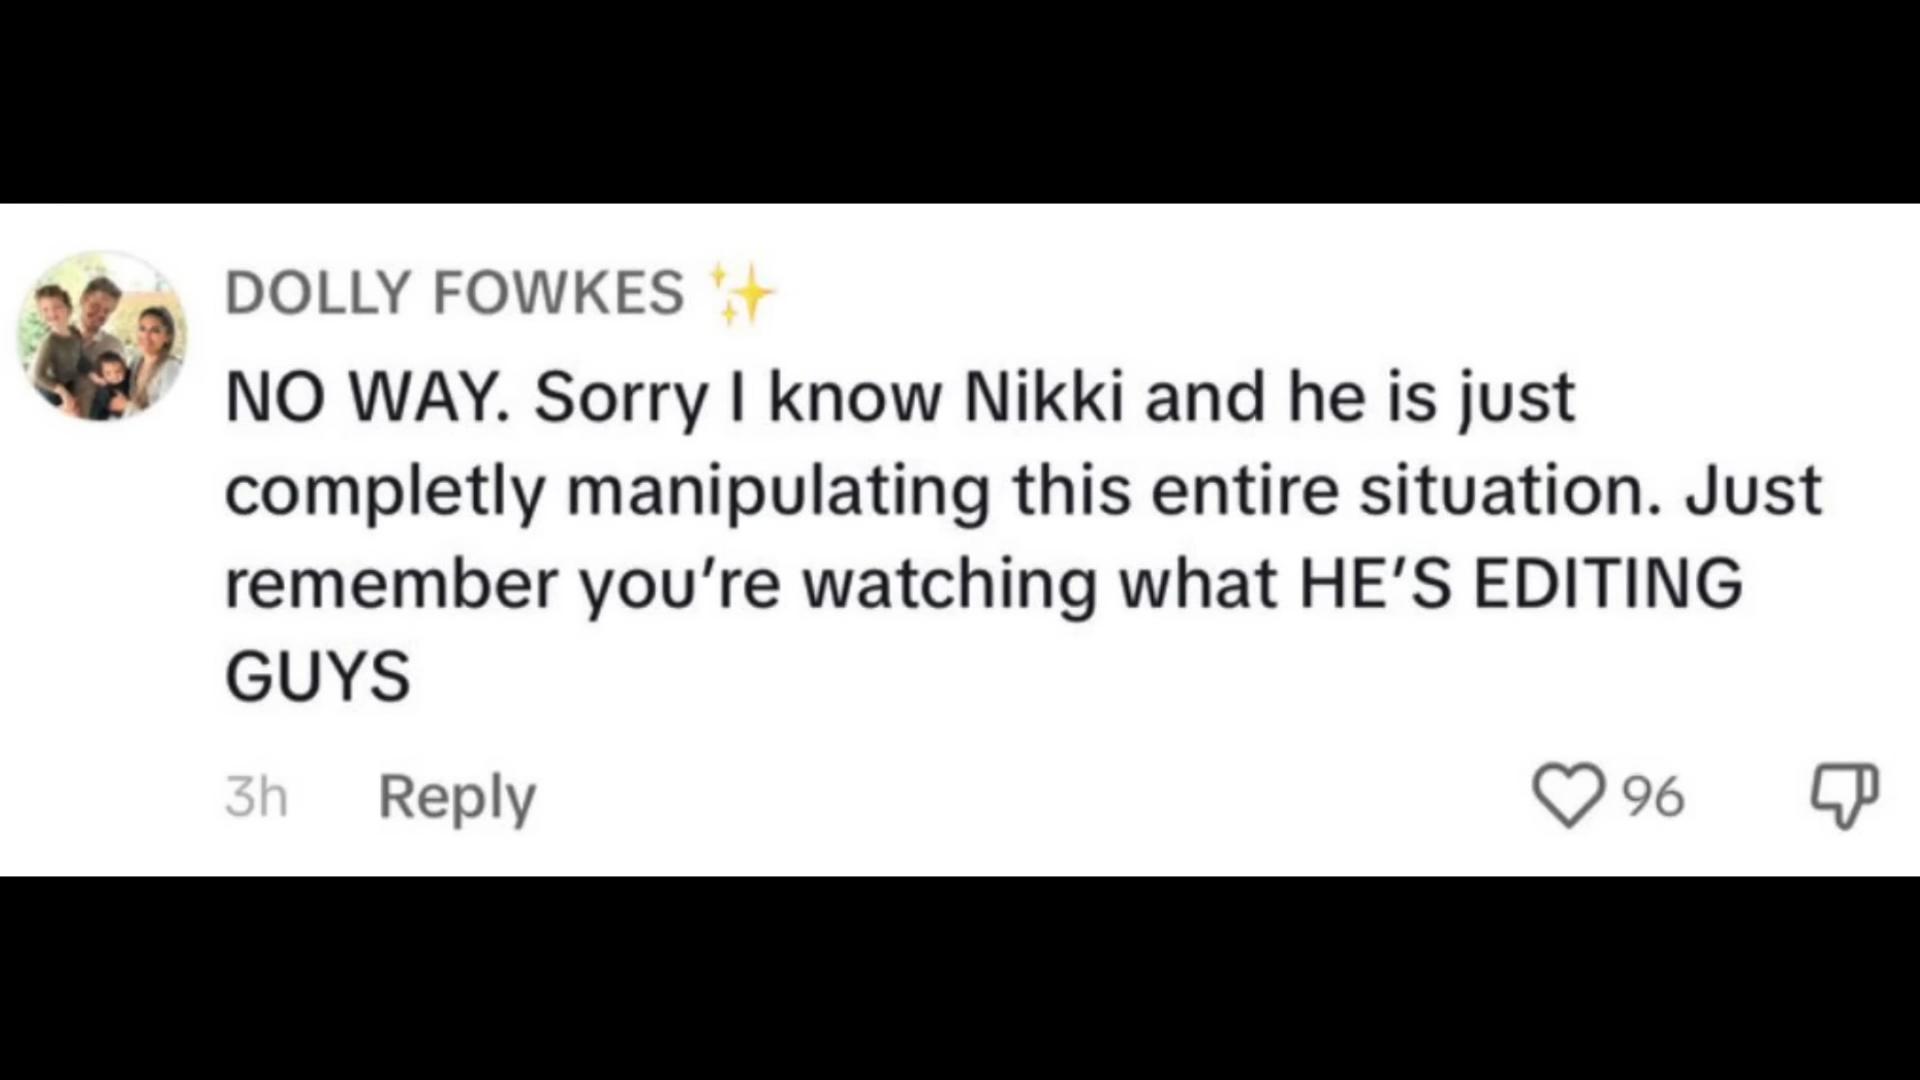 DOLLY FOWKES ✨
NO WAY. Sorry I know Nikki and he is just
completly manipulating this entire situation. Just
remember you’re watching what HE’S EDITING
GUYS
3h Reply 96